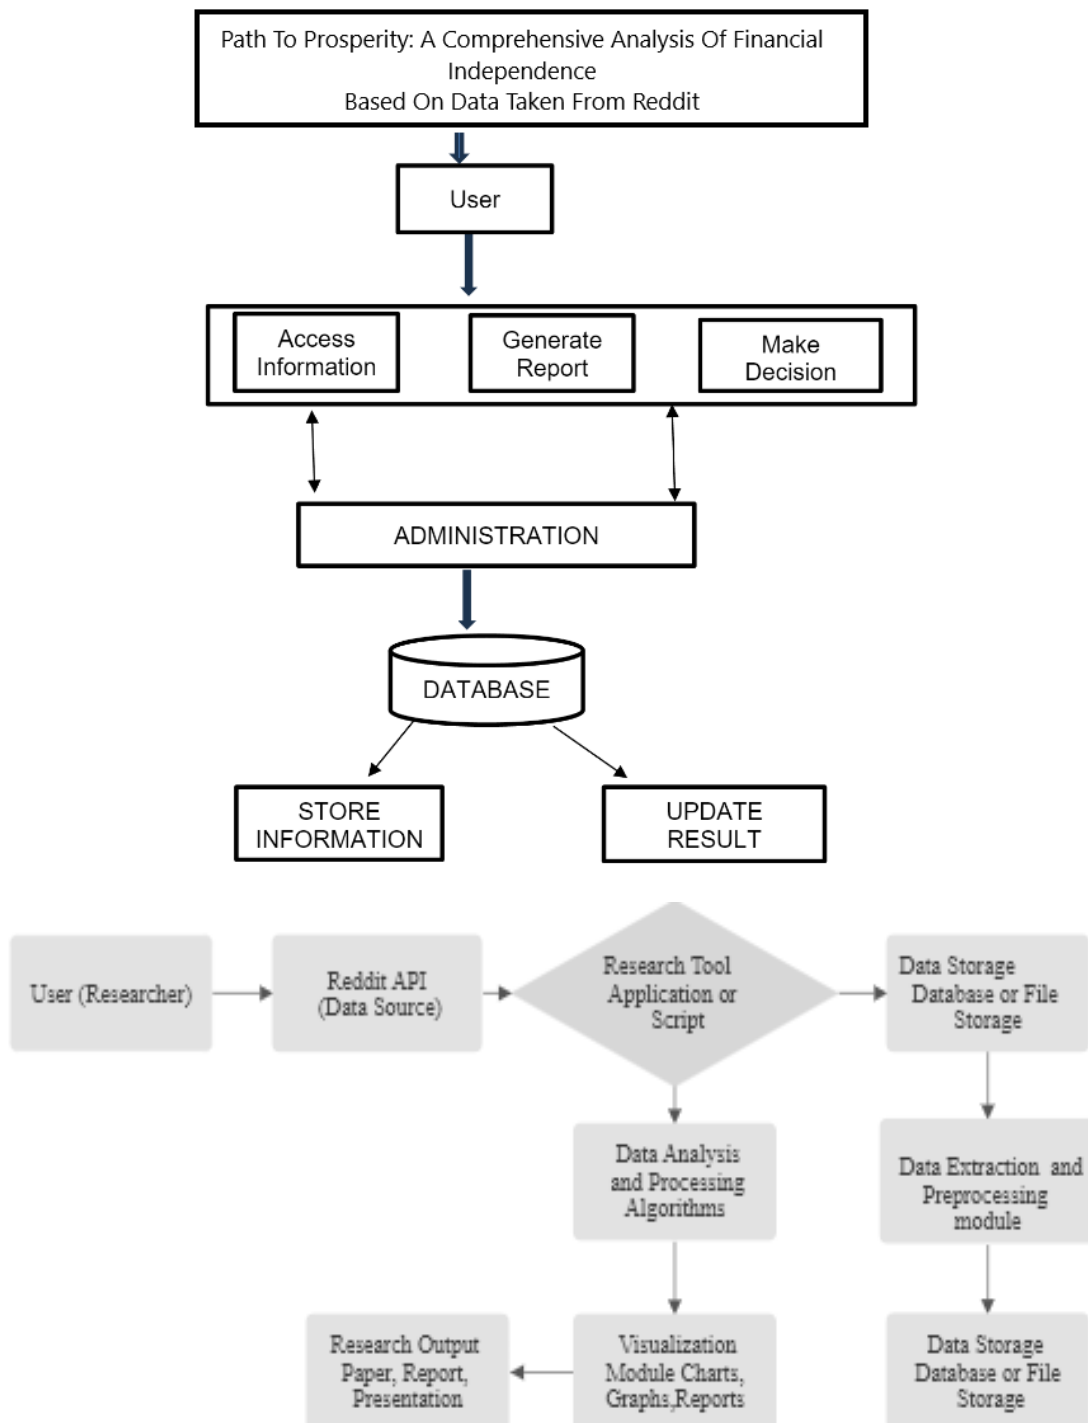 Path To Prosperity: A Comprehensive Analysis Of Financial
Independence
Based On Data Taken From Reddit
User
Access
Information
Generate
Report
Make
Decision
ADMINISTRATION
DATABASE
STORE
INFORMATION
UPDATE
RESULT
User (Researcher)
Reddit API
(Data Source)
Research Tool
Application or
Script
Data Storage
Database or File
Storage
Data Analysis
and Processing
Algorithms
Data Extraction and
Preprocessing
module
Research Output
Paper, Report,
Presentation
Visualization
Module Charts,
Graphs,Reports
Data Storage
Database or File
Storage